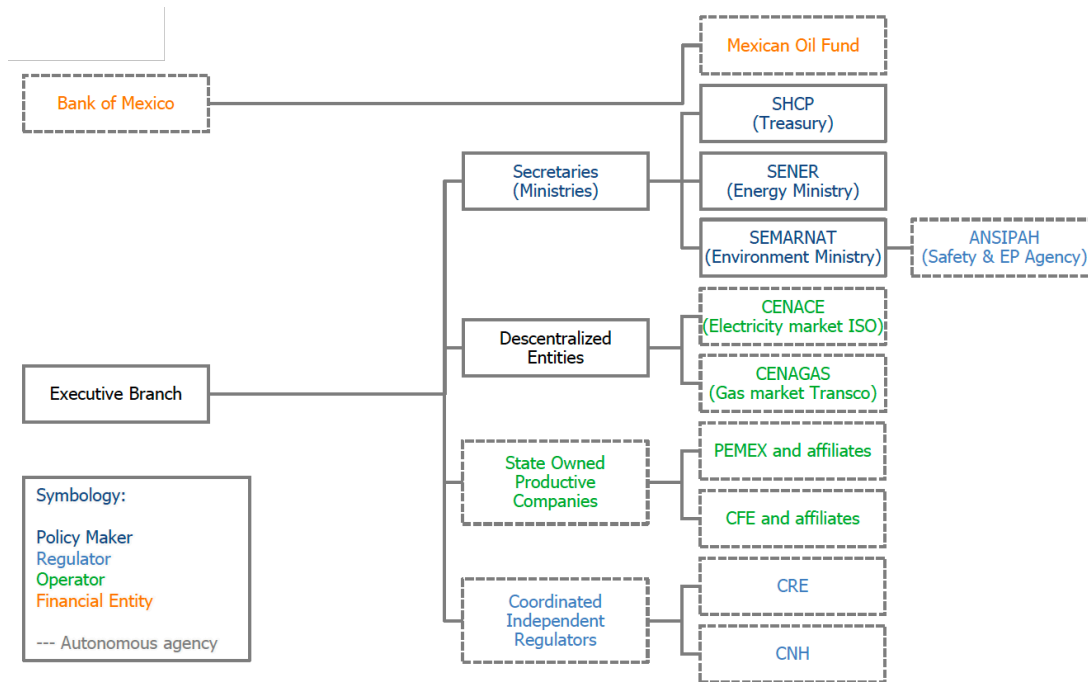 Mexican Oil Fund
Bank of Mexico
SHCP
(Treasury)
Secretaries
(Ministries)
SENER
(Energy Ministry)
SEMARNAT
(Environment Ministry)
ANSIPAH
(Safety & EP Agency)
CENACE
(Electricity market ISO)
Descentralized
Entities
CENAGAS
(Gas market Transco)
Executive Branch
PEMEX and affiliates
State Owned
Productive
Companies
CFE and affiliates
CRE
Coordinated
Independent
Regulators
CNH
Symbology:
Policy Maker
Regulator
Operator
Financial Entity
--- Autonomous agency